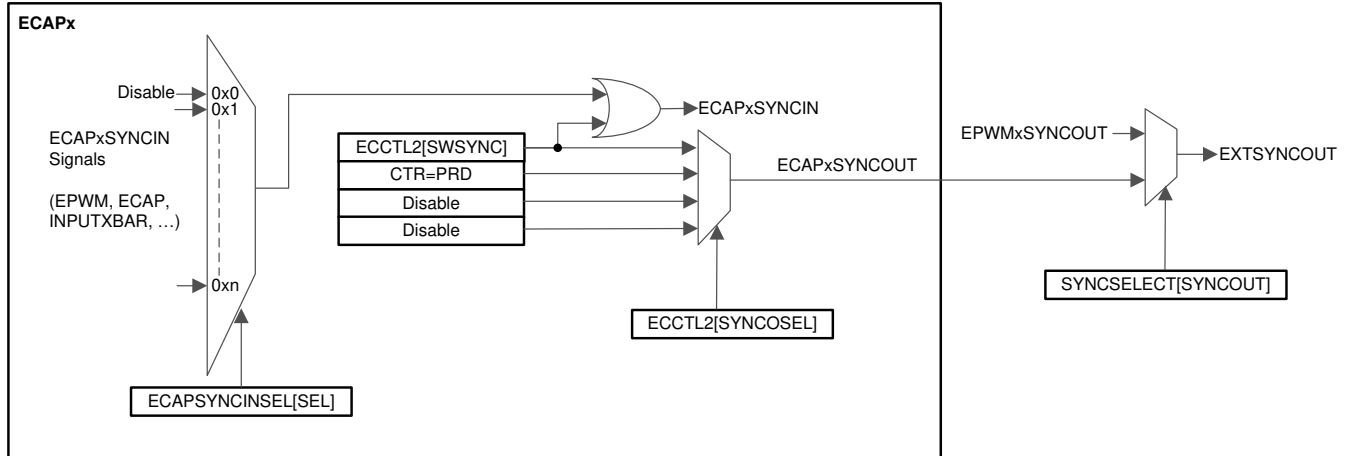 ECAPx
Disable
0x0
0x1
ECAPxSYNCIN
Signals
(EPWM, ECAP,
INPUTXBAR, …)
0xn
ECAPSYNCINSEL[SEL]
ECAPxSYNCIN
ECCTL2[SWSYNC]
CTR=PRD
Disable
Disable
ECAPxSYNCOUT
ECCTL2[SYNCOSEL]
EPWMxSYNCOUT
EXTSYNCOUT
SYNCSELECT[SYNCOUT]